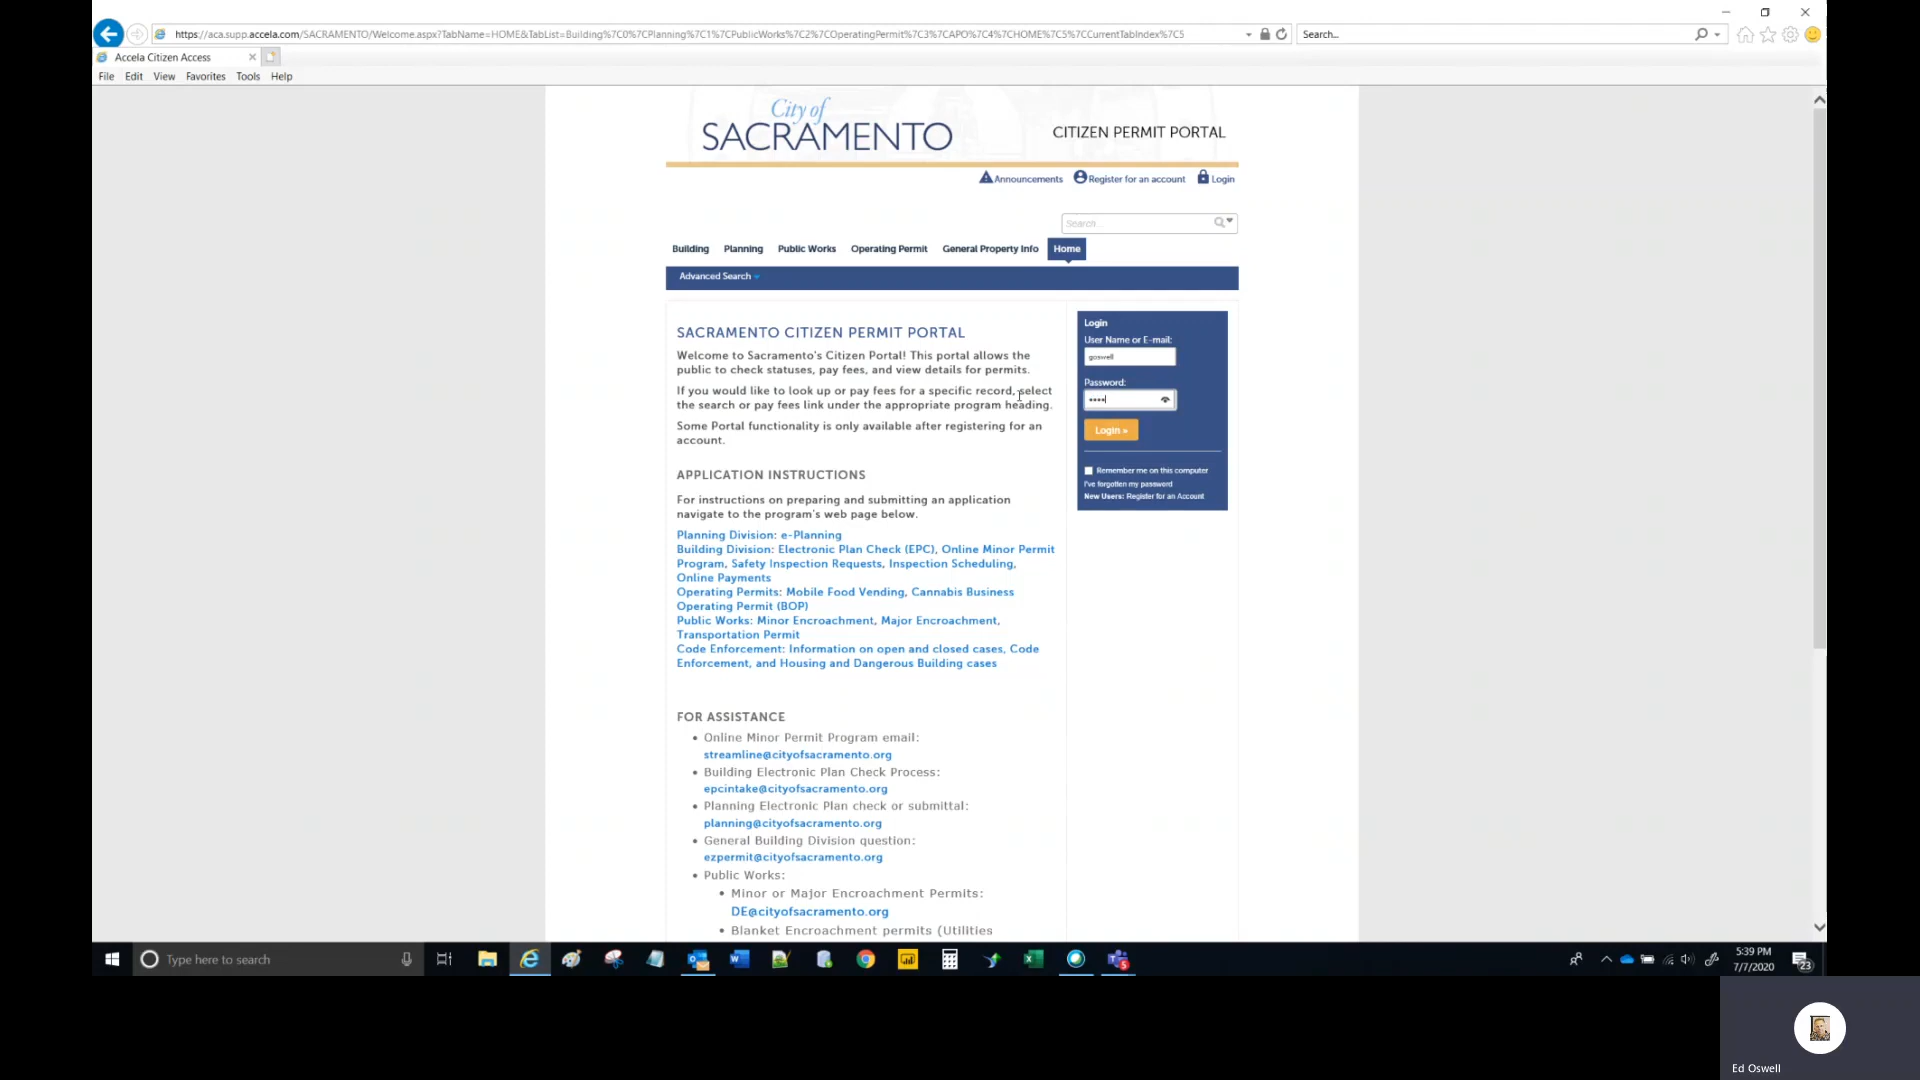 https://aca.supp.accela.com/SACRAMENTO/Welcome.aspx?TabName=HOME&TabList=Building%7C0%7CPlanning%7C1%7CPublicWorks%7C2%7COperatingPermit%7C3%7CAPO%7C4%7CHOME%7C5%7CCurrentTabIndex%7C5
Search...
Accela Citizen Access
File Edit View Favorites Tools Help
City of
SACRAMENTO
CITIZEN PERMIT PORTAL
Announcements Register for an account Login
Search...
Building Planning Public Works Operating Permit General Property Info Home
Advanced Search
SACRAMENTO CITIZEN PERMIT PORTAL
Welcome to Sacramento's Citizen Portal! This portal allows the
public to check statuses, pay fees, and view details for permits.
If you would like to look up or pay fees for a specific record, select
the search or pay fees link under the appropriate program heading.
Some Portal functionality is only available after registering for an
account.
APPLICATION INSTRUCTIONS
For instructions on preparing and submitting an application
navigate to the program's web page below.
Planning Division: e-Planning
Building Division: Electronic Plan Check (EPC), Online Minor Permit
Program, Safety Inspection Requests, Inspection Scheduling,
Online Payments
Operating Permits: Mobile Food Vending, Cannabis Business
Operating Permit (BOP)
Public Works: Minor Encroachment, Major Encroachment,
Transportation Permit
Code Enforcement: Information on open and closed cases, Code
Enforcement, and Housing and Dangerous Building cases
FOR ASSISTANCE
• Online Minor Permit Program email:
streamline@cityofsacramento.org
• Building Electronic Plan Check Process:
epcintake@cityofsacramento.org
• Planning Electronic Plan check or submittal:
planning@cityofsacramento.org
• General Building Division question:
ezpermit@cityofsacramento.org
• Public Works:
• Minor or Major Encroachment Permits:
DE@cityofsacramento.org
• Blanket Encroachment permits (Utilities
Login
User Name or E-mail:
goswell
Password:
••••
Login »
Remember me on this computer
I've forgotten my password
New Users: Register for an Account
Type here to search
5:39 PM
7/7/2020
23
Ed Oswell